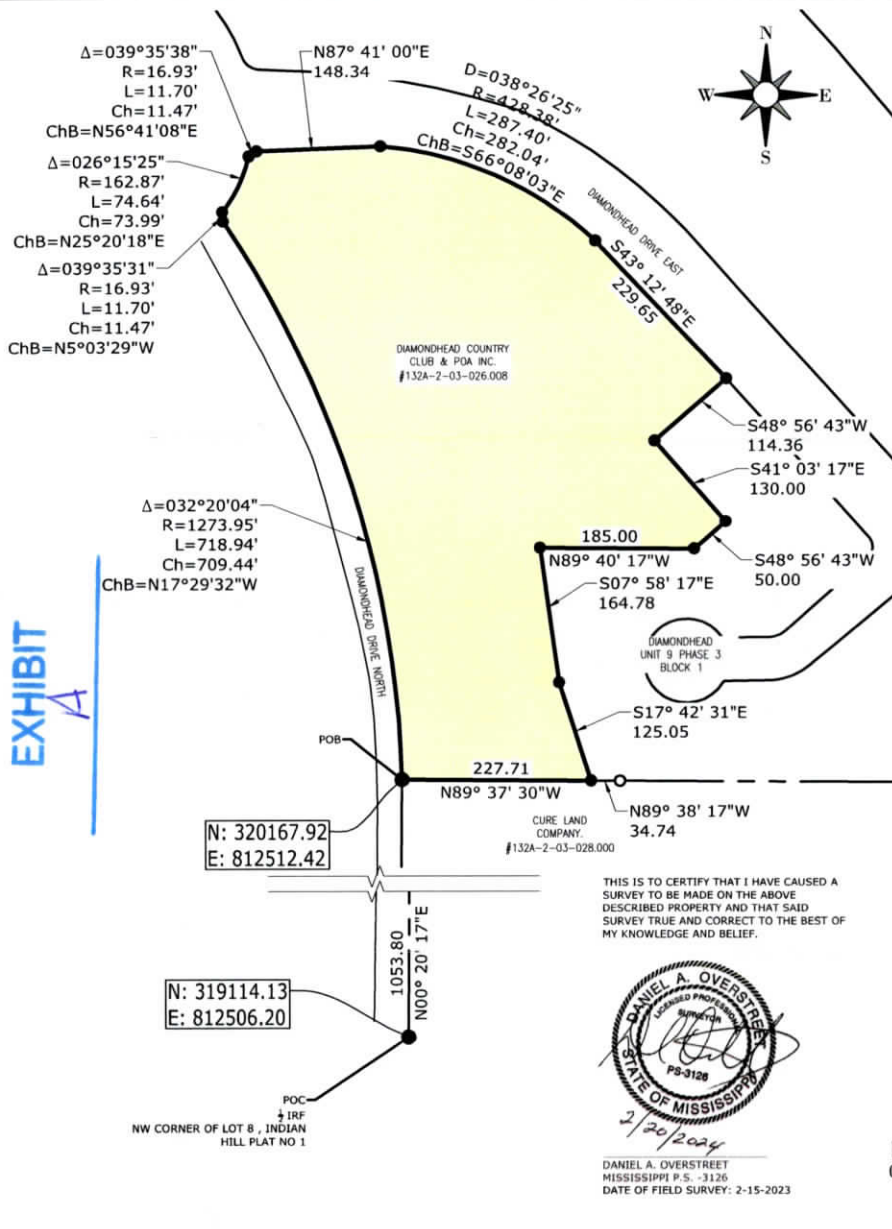 Δ=039°35'38"
R=16.93'
L=11.70'
Ch=11.47'
ChB=N56°41'08"E
N87° 41' 00"E
148.34
D=038°26'25"
R=428.38'
L=287.40'
Ch=282.04'
ChB=S66°08'03"E
N
W
E
S
Δ=026°15'25"
R=162.87'
L=74.64'
Ch=73.99'
ChB=N25°20'18"E
Δ=039°35'31"
R=16.93'
L=11.70'
Ch=11.47'
ChB=N5°03'29"W
DIAMONDHEAD DRIVE EAST
S43° 12' 48"E
229.65
DIAMONDHEAD COUNTRY
CLUB & POA INC.
#132A-2-03-026.008
S48° 56' 43"W
114.36
S41° 03' 17"E
130.00
Δ=032°20'04"
R=1273.95'
L=718.94'
Ch=709.44'
ChB=N17°29'32"W
185.00
N89° 40' 17"W
S48° 56' 43"W
50.00
S07° 58' 17"E
164.78
DIAMONDHEAD DRIVE NORTH
DIAMONDHEAD
UNIT 9 PHASE 3
BLOCK 1
EXHIBIT
A
S17° 42' 31"E
125.05
POB
227.71
N89° 37' 30"W
N89° 38' 17"W
34.74
CURE LAND
COMPANY.
#132A-2-03-028.000
N: 320167.92
E: 812512.42
1053.80
N00° 20' 17"E
N: 319114.13
E: 812506.20
POC
½ IRF
NW CORNER OF LOT 8 , INDIAN
HILL PLAT NO 1
THIS IS TO CERTIFY THAT I HAVE CAUSED A
SURVEY TO BE MADE ON THE ABOVE
DESCRIBED PROPERTY AND THAT SAID
SURVEY TRUE AND CORRECT TO THE BEST OF
MY KNOWLEDGE AND BELIEF.
DANIEL A. OVERSTREET
LICENSED PROFESSIONAL
SURVEYOR
PS-3126
STATE OF MISSISSIPPI
2/20/2024
DANIEL A. OVERSTREET
MISSISSIPPI P.S. -3126
DATE OF FIELD SURVEY: 2-15-2023